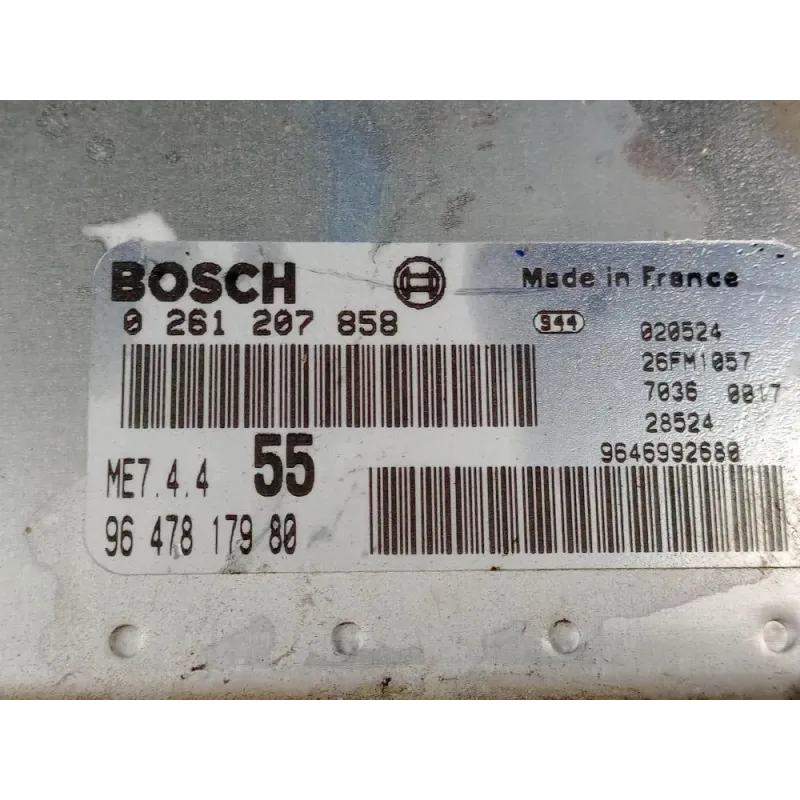 BOSCH
Made in France
0 261 207 858
944
020524
26FM1057
7036 0017
28524
9646992680
ME7.4.4 55
96 478 179 80